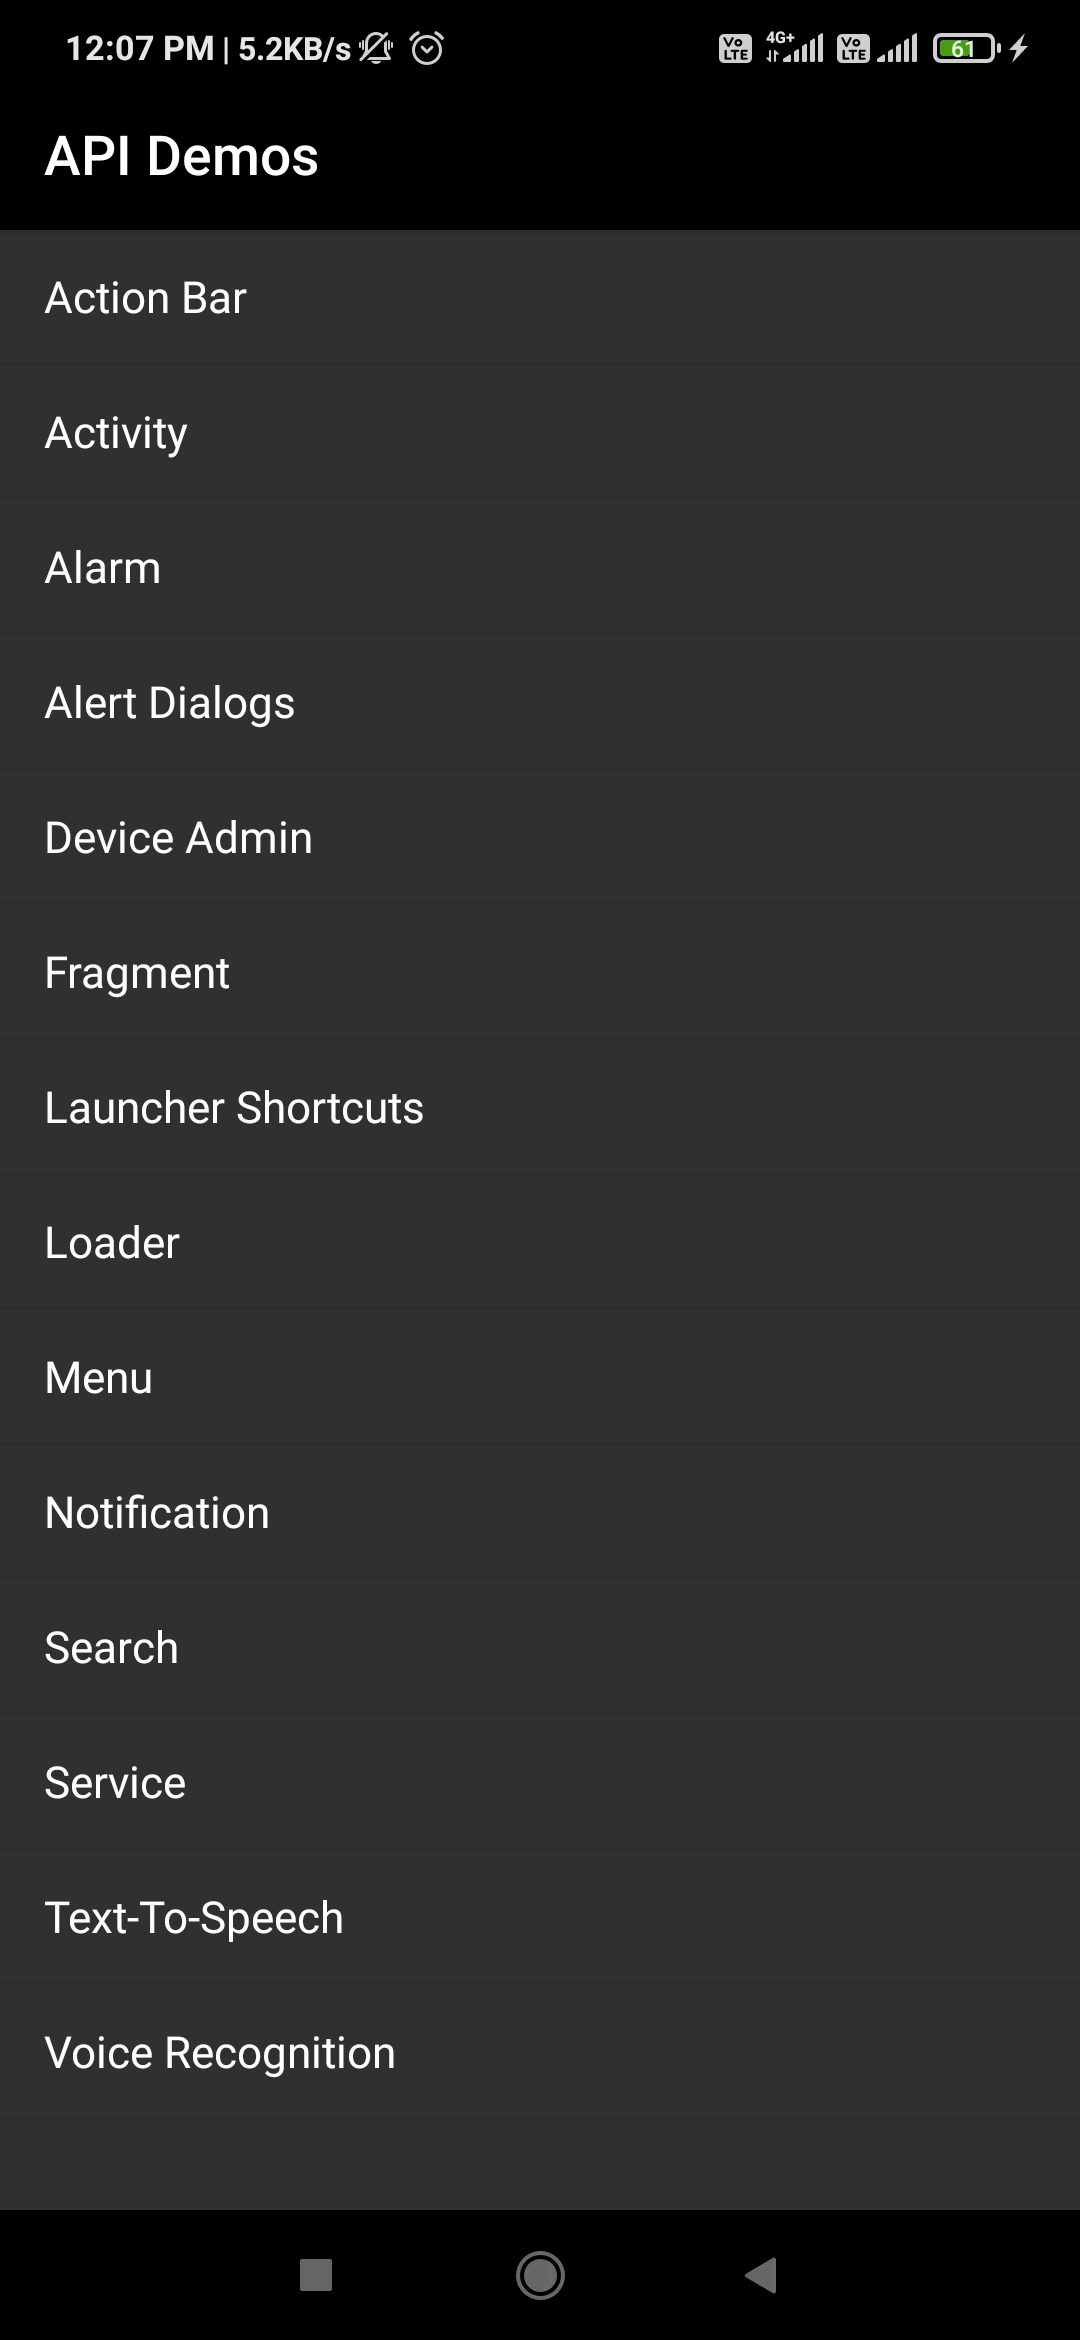 12:07 PM | 5.2KB/s Vo LTE 4G+ Vo LTE 61
API Demos
Action Bar
Activity
Alarm
Alert Dialogs
Device Admin
Fragment
Launcher Shortcuts
Loader
Menu
Notification
Search
Service
Text-To-Speech
Voice Recognition